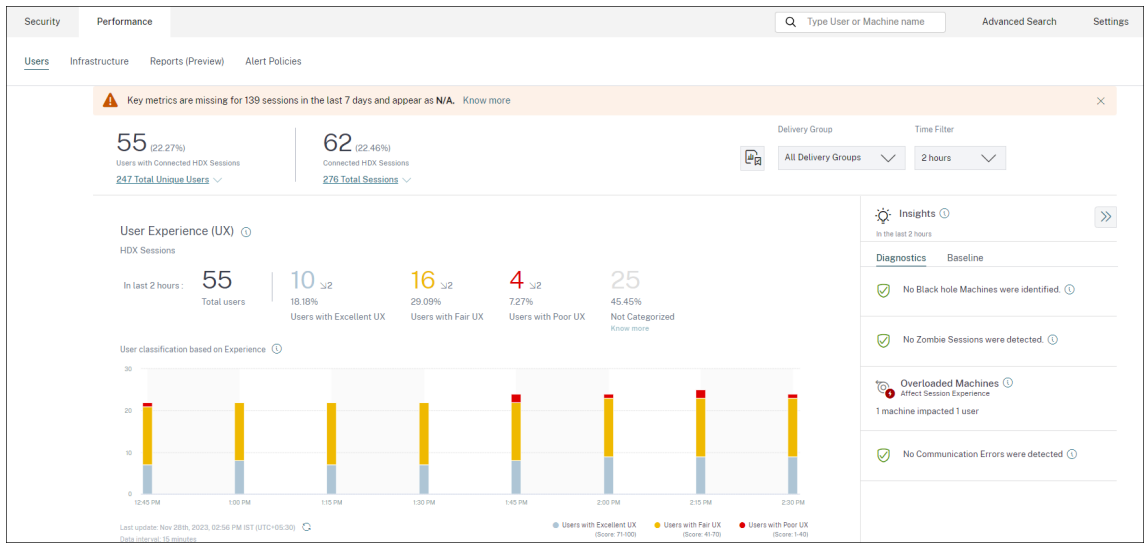 Security Performance Type User or Machine name Advanced Search Settings
Users Infrastructure Reports (Preview) Alert Policies
Key metrics are missing for 139 sessions in the last 7 days and appear as N/A. Know more
55 (22.27%)
Users with Connected HDX Sessions
247 Total Unique Users
62 (22.46%)
Connected HDX Sessions
276 Total Sessions
Delivery Group
All Delivery Groups
Time Filter
2 hours
User Experience (UX)
HDX Sessions
In last 2 hours :
55
Total users
10 2
18.18%
Users with Excellent UX
16 2
29.09%
Users with Fair UX
4 2
7.27%
Users with Poor UX
25
45.45%
Not Categorized
Know more
User classification based on Experience
30
20
10
0
12:45 PM 1:00 PM 1:15 PM 1:30 PM 1:45 PM 2:00 PM 2:15 PM 2:30 PM
Last update: Nov 28th, 2023, 02:56 PM IST (UTC+05:30)
Data interval: 15 minutes
Users with Excellent UX
(Score: 71-100)
Users with Fair UX
(Score: 41-70)
Users with Poor UX
(Score: 1-40)
Insights
In the last 2 hours
Diagnostics Baseline
No Black hole Machines were identified.
No Zombie Sessions were detected.
Overloaded Machines
Affect Session Experience
1 machine impacted 1 user
No Communication Errors were detected